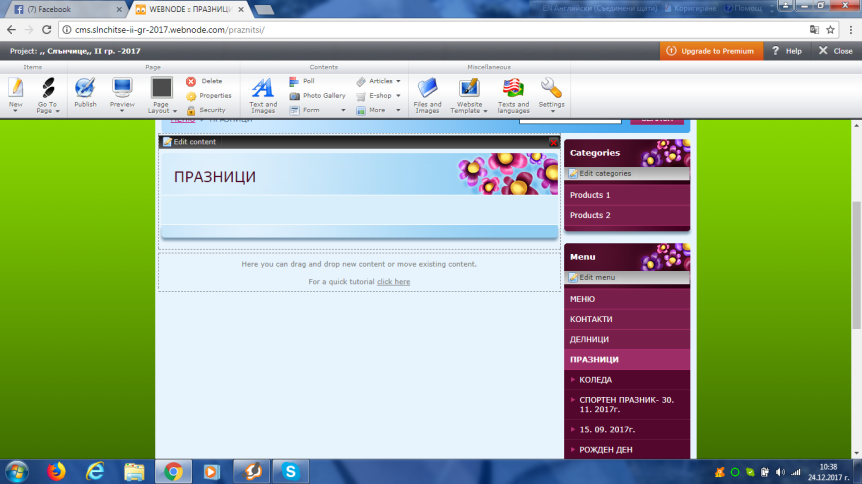 (7) Facebook
WEBNODE :: ПРАЗНИЦИ
EN Английски (Съединени щати)
Коригиране
Помощ
cms.slnchitse-ii-gr-2017.webnode.com/praznitsi/
Project: ,, Слънчице,, II гр. -2017
Upgrade to Premium
? Help
Close
Items
Page
Contents
Miscellaneous
New
Go To Page
Publish
Preview
Page Layout
Delete
Properties
Security
Text and Images
Poll
Photo Gallery
Form
Articles
E-shop
More
Files and Images
Website Template
Texts and languages
Settings
Edit content
ПРАЗНИЦИ
Here you can drag and drop new content or move existing content.
For a quick tutorial click here
Categories
Edit categories
Products 1
Products 2
Menu
Edit menu
МЕНЮ
КОНТАКТИ
ДЕЛНИЦИ
ПРАЗНИЦИ
КОЛЕДА
СПОРТЕН ПРАЗНИК- 30.
11. 2017г.
15. 09. 2017г.
РОЖДЕН ДЕН
10:38
24.12.2017 г.